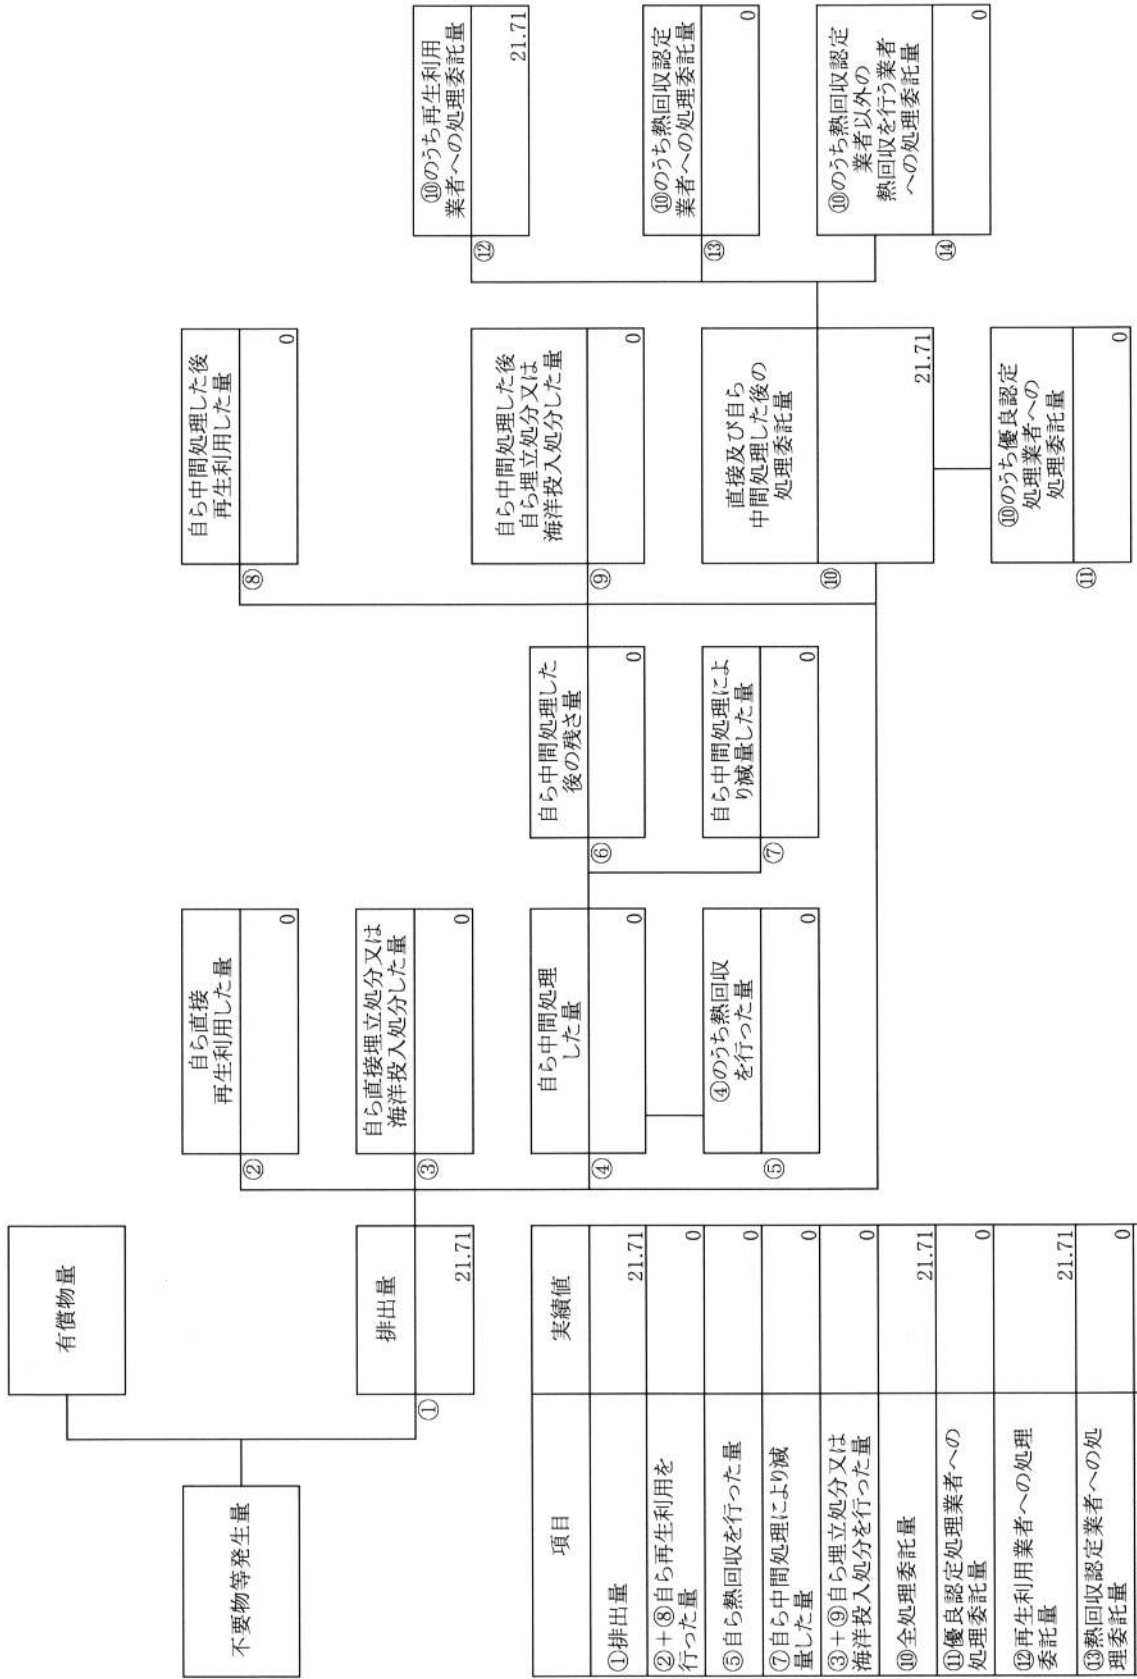 不要物等発生量
有償物量
①
排出量
21.71
②
自ら直接
再生利用した量
0
③
自ら直接埋立処分又は
海洋投入処分した量
0
④
自ら中間処理
した量
0
⑤
④のうち熱回収
を行った量
0
⑥
自ら中間処理した
後の残さ量
0
⑦
自ら中間処理によ
り減量した量
0
⑧
自ら中間処理した後
再生利用した量
0
⑨
自ら中間処理した後
自ら埋立処分又は
海洋投入処分した量
0
⑩
直接及び自ら
中間処理した後の
処理委託量
21.71
⑪
⑩のうち優良認定
処理業者への
処理委託量
0
⑫
⑩のうち再生利用
業者への処理委託量
21.71
⑬
⑩のうち熱回収認定
業者への処理委託量
0
⑭
⑩のうち熱回収認定
業者以外の
熱回収を行う業者
への処理委託量
0
項目 実績値
①排出量 21.71
②+⑧自ら再生利用を
行った量 0
⑤自ら熱回収を行った量 0
⑦自ら中間処理により減
量した量 0
③+⑨自ら埋立処分又は
海洋投入処分を行った量 0
⑩全処理委託量 21.71
⑪優良認定処理業者への
処理委託量 0
⑫再生利用業者への処理
委託量 21.71
⑬熱回収認定業者への処
理委託量 0